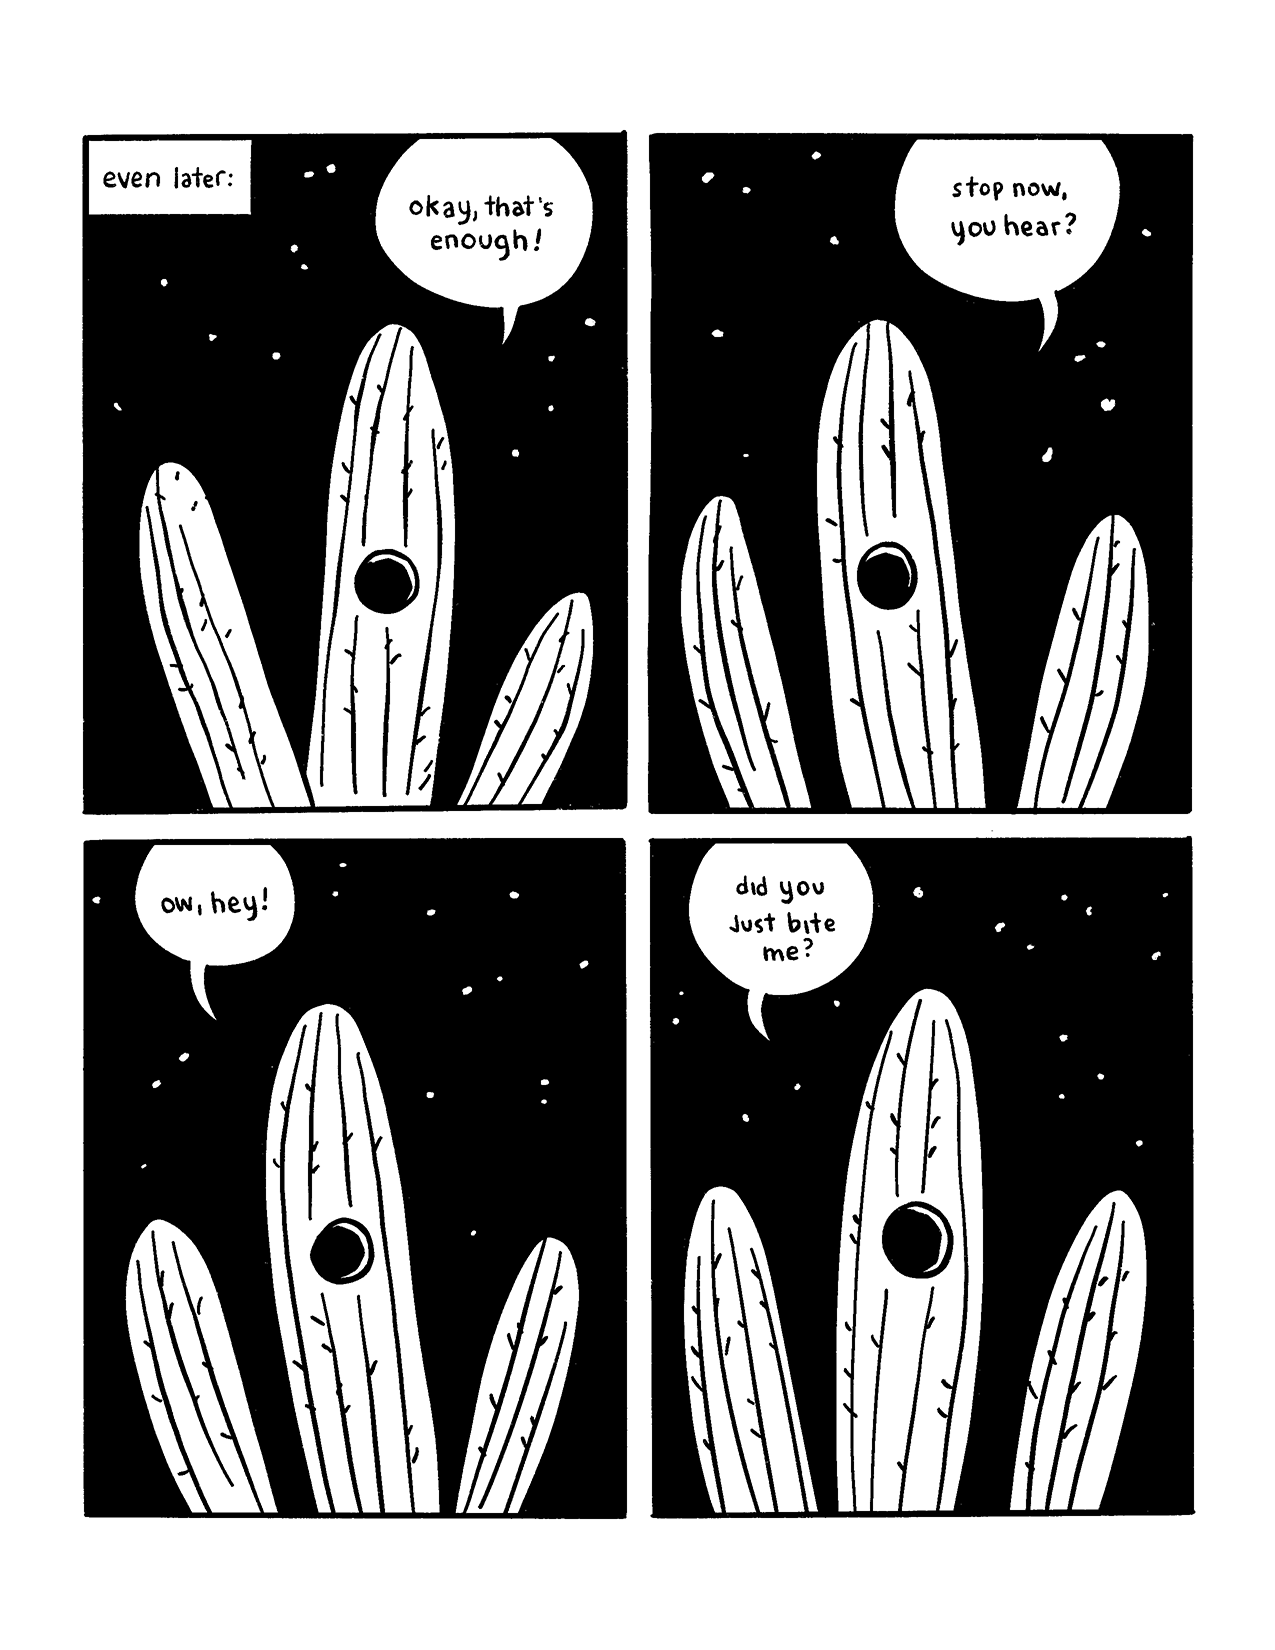 even later:
okay, that's
enough!
stop now,
you hear?
ow, hey!
did you
Just bite
me?